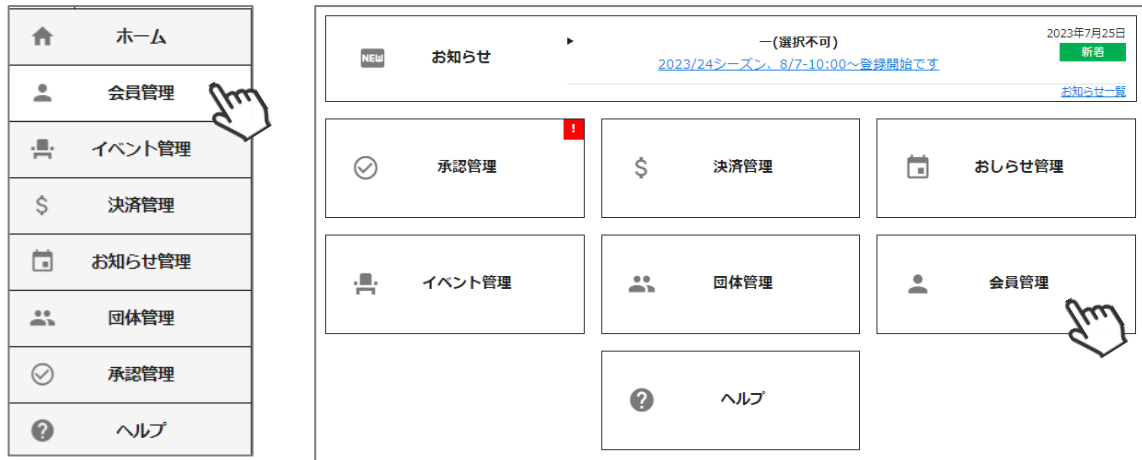 ホーム
会員管理
イベント管理
$
決済管理
お知らせ管理
団体管理
承認管理
?
ヘルプ
NEW
お知らせ
ー(選択不可)
2023/24シーズン、8/7-10:00~登録開始です
2023年7月25日
新着
お知らせ一覧
承認管理
!
$
決済管理
おしらせ管理
イベント管理
団体管理
会員管理
?
ヘルプ